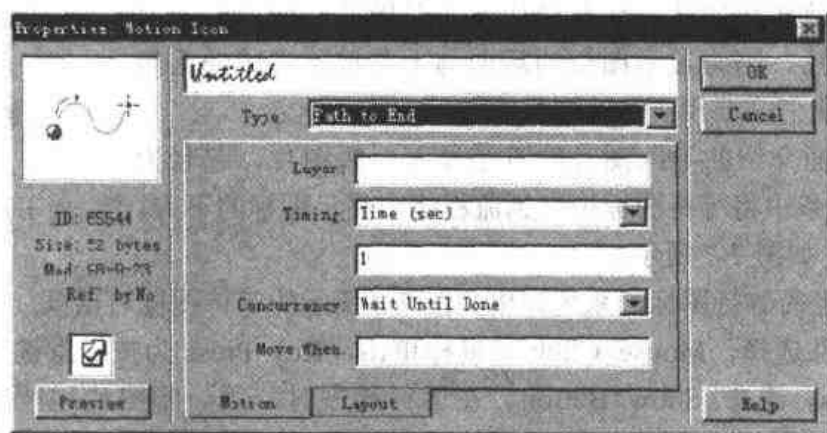 Properties: Motion Icon
Untitled
OK
Type: Path to End
Cancel
Layer:
Timing: Time (sec)
1
ID: 65544
Size: 52 bytes
Ref. by No
Concurrency: Wait Until Done
Move When:
Preview
Motion
Layout
Help